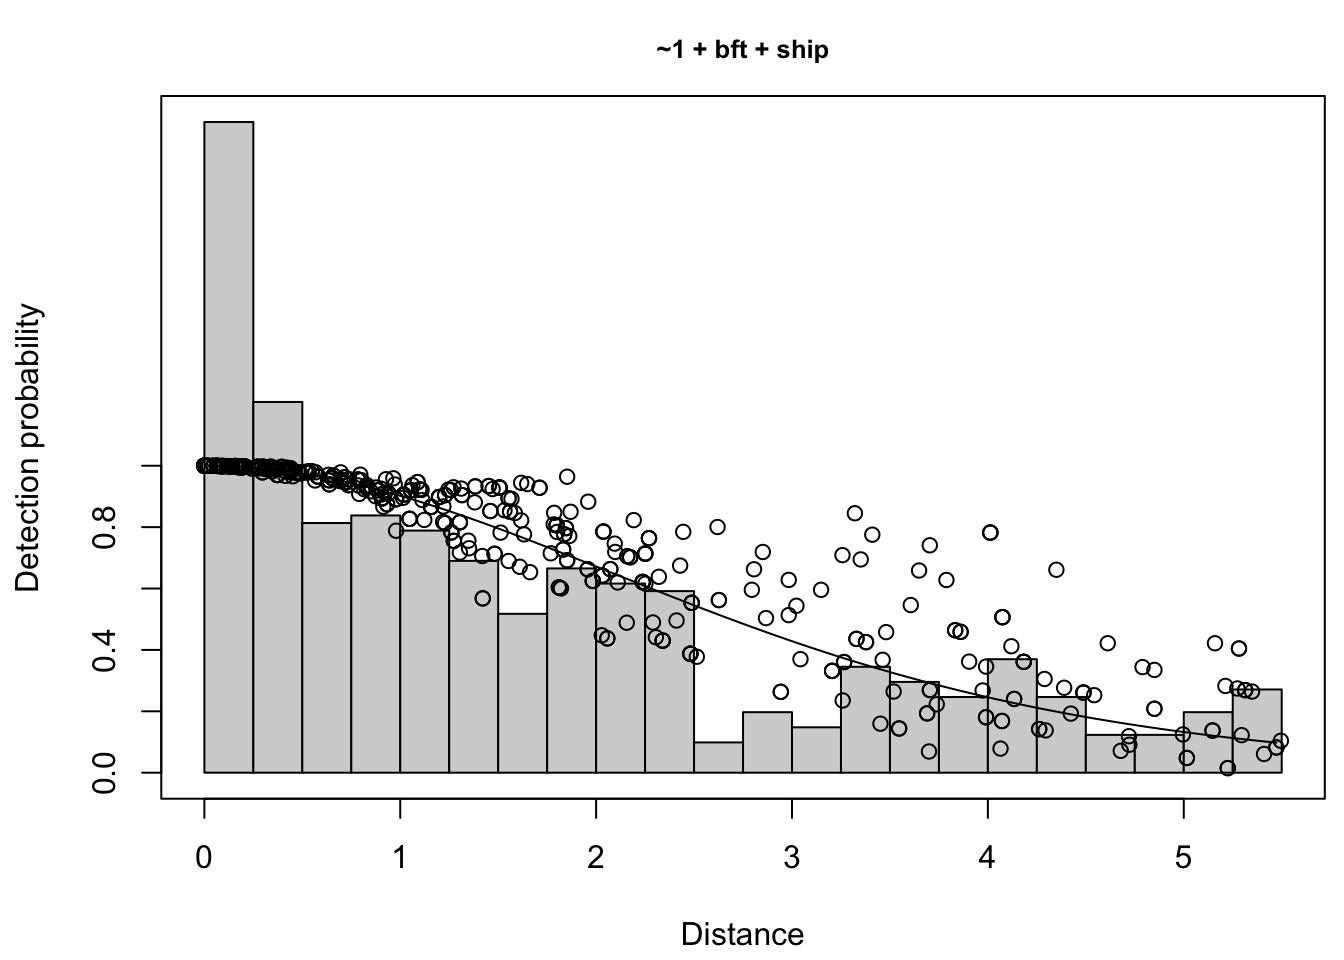 ~1 + bft + ship
Detection probability
0.8
0.4
0.0
0 1 2 3 4 5
Distance